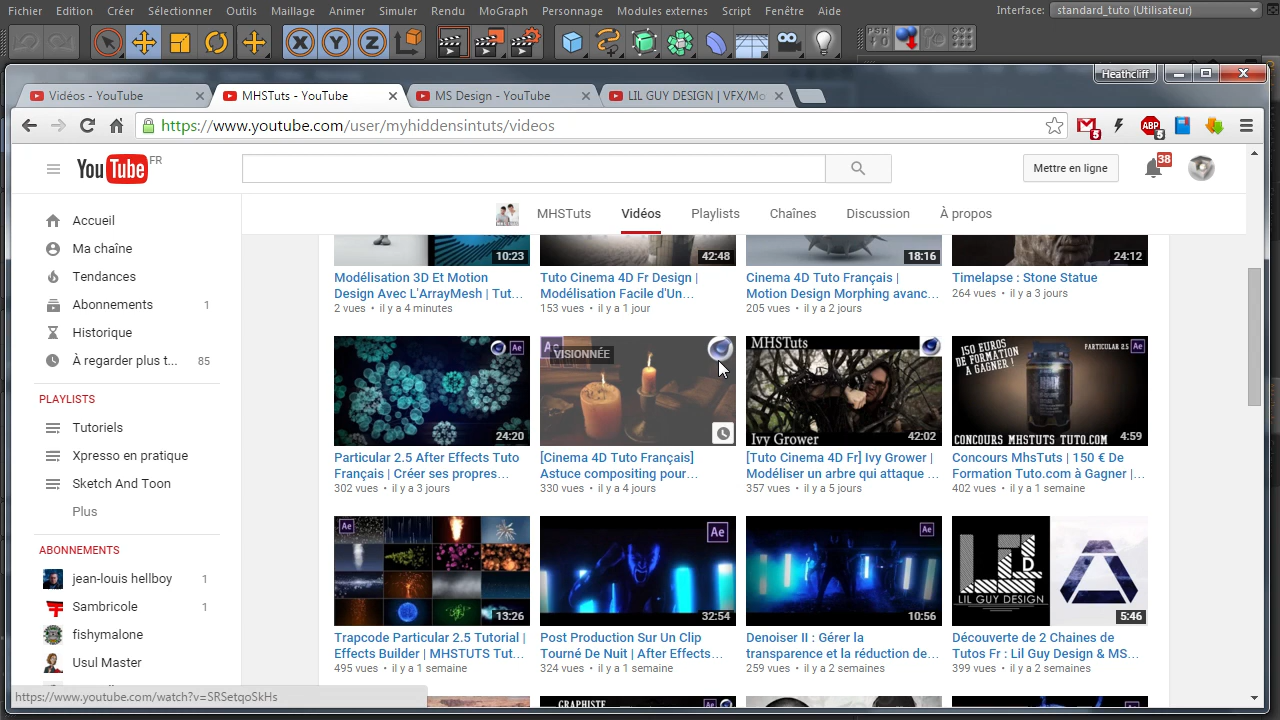 Fichier Edition Créer Sélectionner Outils Maillage Animer Simuler Rendu MoGraph Personnage Modules externes Script Fenêtre Aide Interface: standard_tuto (Utilisateur)
X Y Z PSR
Heathcliff
Vidéos - YouTube MHSTuts - YouTube MS Design - YouTube LIL GUY DESIGN | VFX/Mo
https://www.youtube.com/user/myhiddensintuts/videos
YouTube FR Mettre en ligne 38
MHSTuts Vidéos Playlists Chaînes Discussion À propos
Accueil
Ma chaîne
Tendances
Abonnements 1
Historique
À regarder plus t... 85
PLAYLISTS
Tutoriels
Xpresso en pratique
Sketch And Toon
Plus
ABONNEMENTS
jean-louis hellboy 1
Sambricole 1
fishymalone
Usul Master
10:23
Modélisation 3D Et Motion
Design Avec L'ArrayMesh | Tut...
2 vues • il y a 4 minutes
42:48
Tuto Cinema 4D Fr Design |
Modélisation Facile d'Un...
153 vues • il y a 1 jour
18:16
Cinema 4D Tuto Français |
Motion Design Morphing avanc...
205 vues • il y a 2 jours
24:12
Timelapse : Stone Statue
264 vues • il y a 3 jours
Ae
24:20
Particular 2.5 After Effects Tuto
Français | Créer ses propres...
302 vues • il y a 3 jours
Ae
VISIONNÉE
[Cinema 4D Tuto Français]
Astuce compositing pour...
330 vues • il y a 4 jours
MHSTuts
Ivy Grower
42:02
[Tuto Cinema 4D Fr] Ivy Grower |
Modéliser un arbre qui attaque ...
357 vues • il y a 5 jours
150 EUROS
DE FORMATION
A GAGNER !
PARTICULAR 2.5 Ae
CONCOURS MHSTUTS TUTO.COM
4:59
Concours MhsTuts | 150 € De
Formation Tuto.com à Gagner |...
402 vues • il y a 1 semaine
Ae
13:26
Trapcode Particular 2.5 Tutorial |
Effects Builder | MHSTUTS Tut...
495 vues • il y a 1 semaine
Ae
32:54
Post Production Sur Un Clip
Tourné De Nuit | After Effects...
324 vues • il y a 1 semaine
Ae
10:56
Denoiser II : Gérer la
transparence et la réduction de...
259 vues • il y a 2 semaines
LIL GUY DESIGN
5:46
Découverte de 2 Chaines de
Tutos Fr : Lil Guy Design & MS...
399 vues • il y a 2 semaines
GRAPHISTE
https://www.youtube.com/watch?v=SRSetqoSkHs